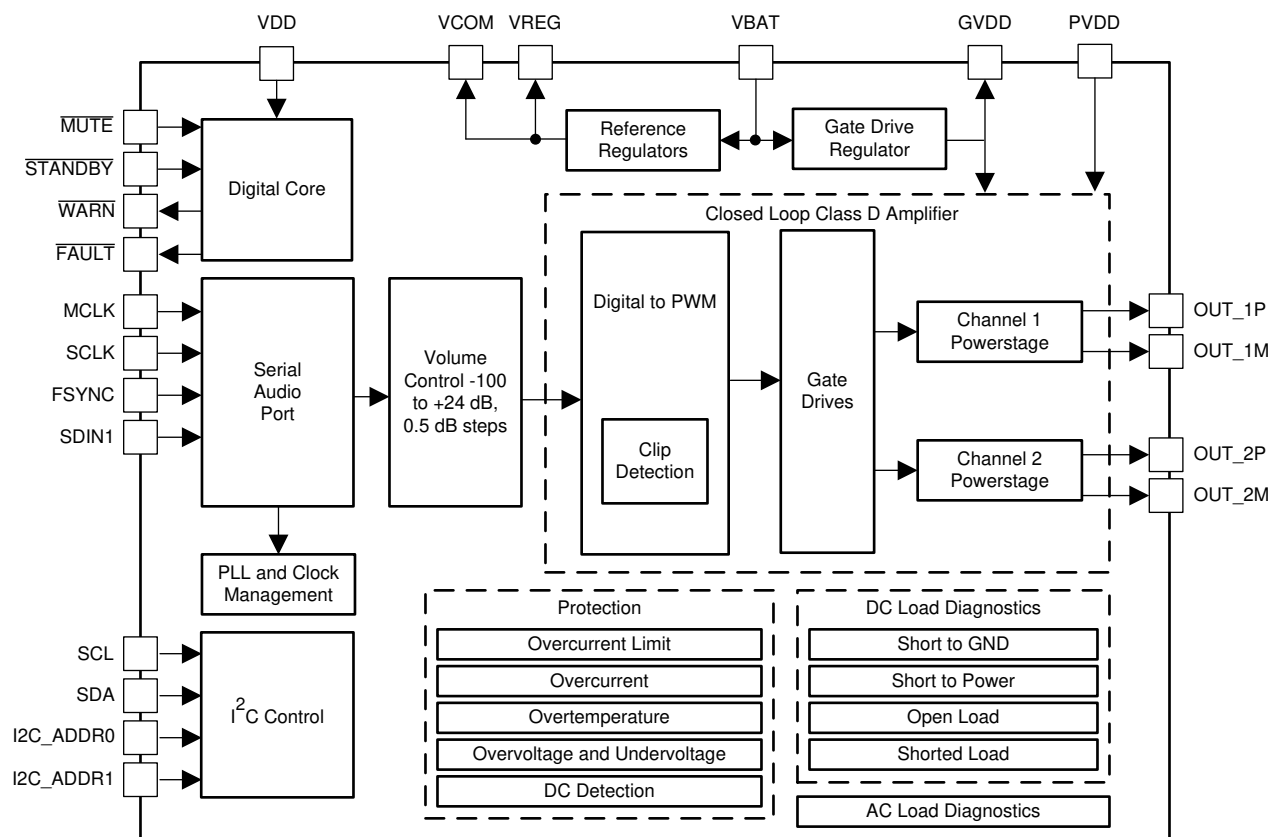 VDD
VCOM
VREG
VBAT
GVDD
PVDD
MUTE
STANDBY
WARN
FAULT
MCLK
SCLK
FSYNC
SDIN1
SCL
SDA
I2C_ADDR0
I2C_ADDR1
Digital Core
Reference
Regulators
Gate Drive
Regulator
Serial
Audio
Port
PLL and Clock
Management
I²C Control
Volume
Control -100
to +24 dB,
0.5 dB steps
Closed Loop Class D Amplifier
Digital to PWM
Clip
Detection
Gate
Drives
Channel 1
Powerstage
Channel 2
Powerstage
OUT_1P
OUT_1M
OUT_2P
OUT_2M
Protection
Overcurrent Limit
Overcurrent
Overtemperature
Overvoltage and Undervoltage
DC Detection
DC Load Diagnostics
Short to GND
Short to Power
Open Load
Shorted Load
AC Load Diagnostics